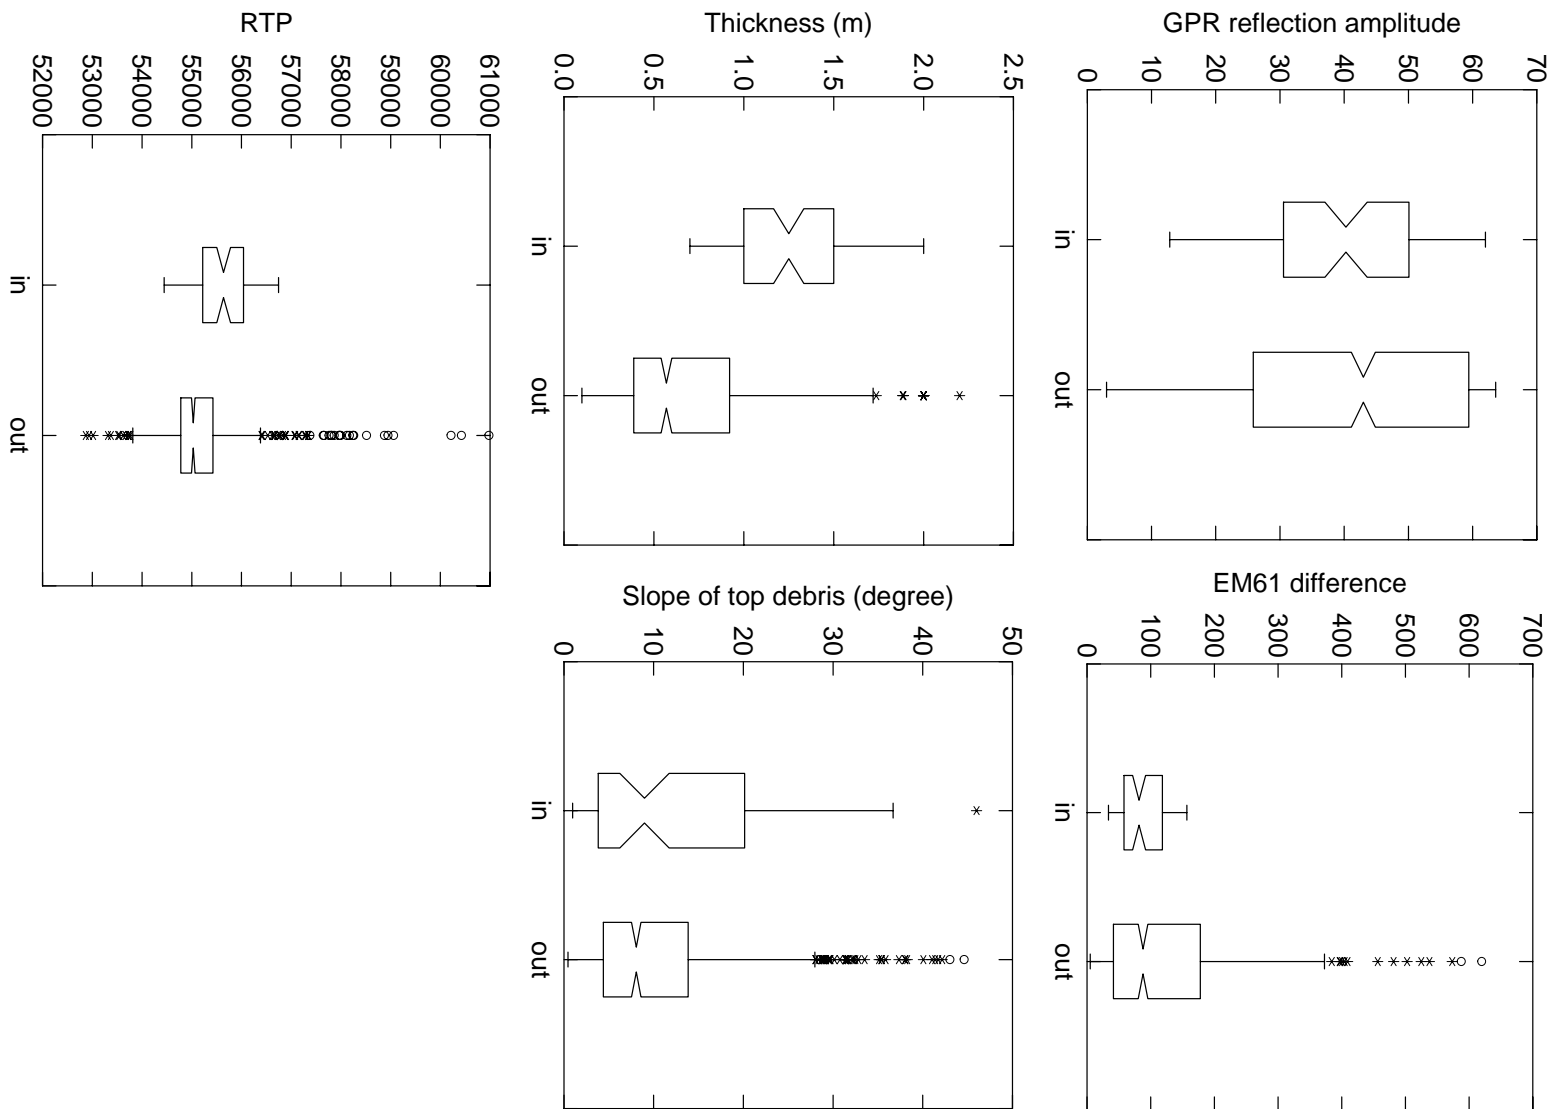 RTP
52000
53000
54000
55000
56000
57000
58000
59000
60000
61000
in
out
Thickness (m)
0.0
0.5
1.0
1.5
2.0
2.5
in
out
GPR reflection amplitude
0
10
20
30
40
50
60
70
in
out
Slope of top debris (degree)
0
10
20
30
40
50
in
out
EM61 difference
0
100
200
300
400
500
600
700
in
out